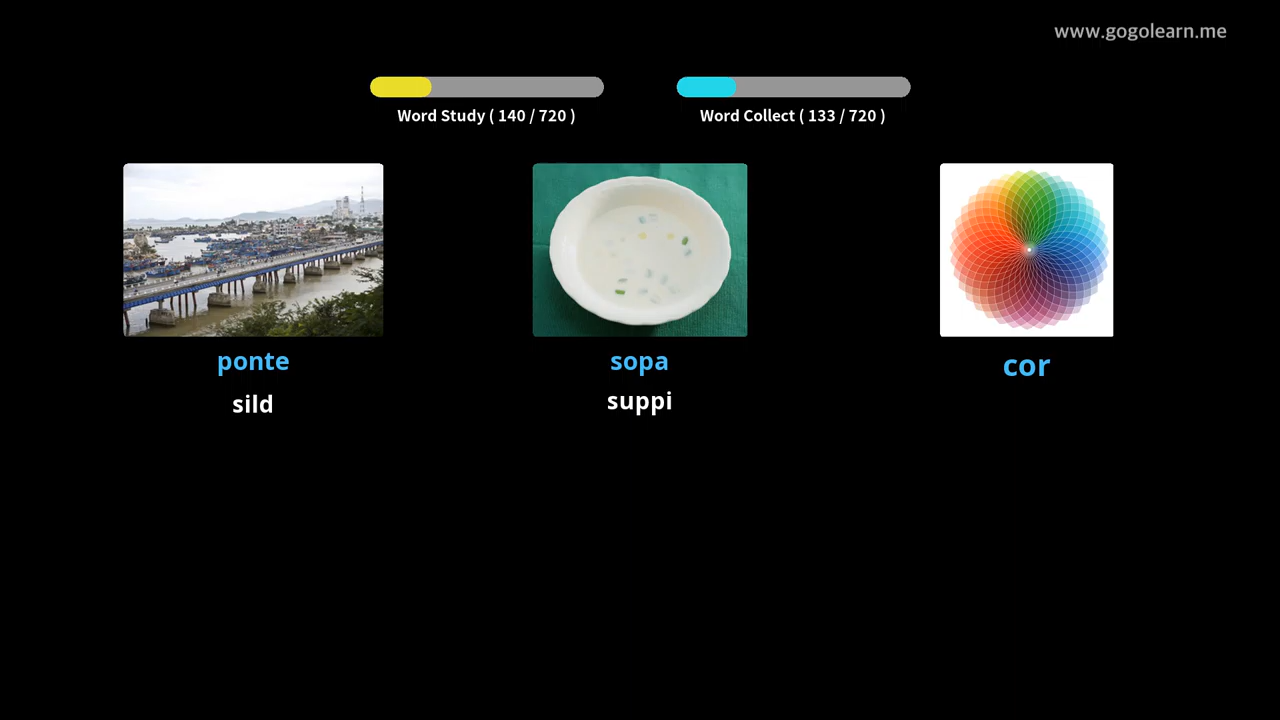 www.gogolearn.me
Word Study ( 140 / 720 )
Word Collect ( 133 / 720 )
ponte
sopa
cor
sild
suppi